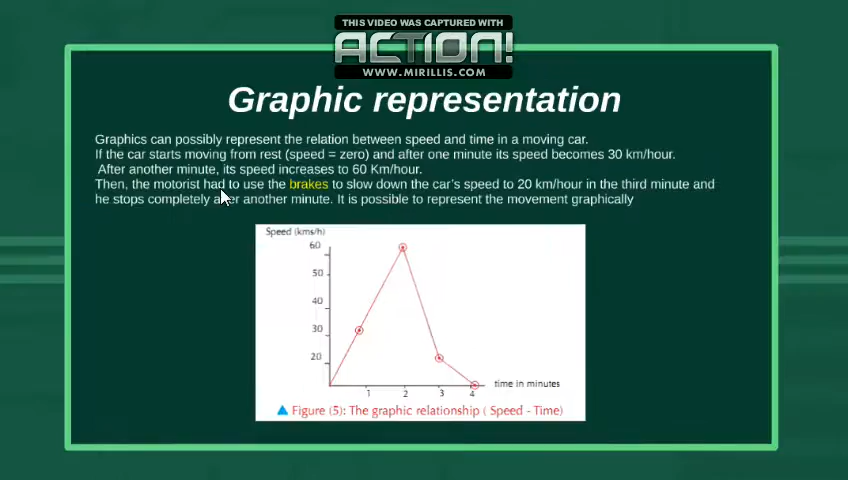 THIS VIDEO WAS CAPTURED WITH
ACTION!
WWW.MIRILLIS.COM
Graphic representation
Graphics can possibly represent the relation between speed and time in a moving car.
If the car starts moving from rest (speed = zero) and after one minute its speed becomes 30 km/hour.
After another minute, its speed increases to 60 Km/hour.
Then, the motorist had to use the brakes to slow down the car's speed to 20 km/hour in the third minute and
he stops completely after another minute. It is possible to represent the movement graphically
Speed (kms/h)
60
50
40
30
20
1 2 3 4 time in minutes
Figure (5): The graphic relationship ( Speed - Time)